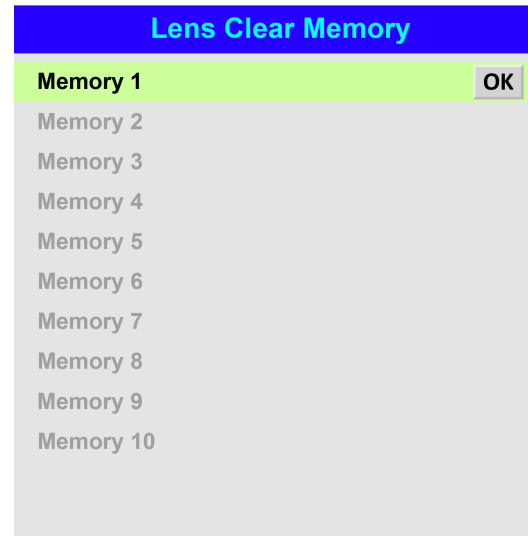 Lens Clear Memory
Memory 1 OK
Memory 2
Memory 3
Memory 4
Memory 5
Memory 6
Memory 7
Memory 8
Memory 9
Memory 10